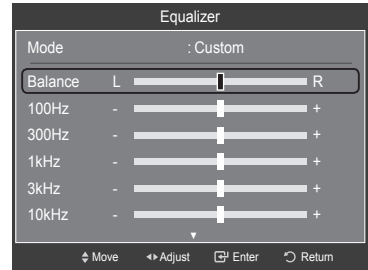 Equalizer
Mode : Custom
Balance L R
100Hz - +
300Hz - +
1kHz - +
3kHz - +
10kHz - +
Move Adjust Enter Return